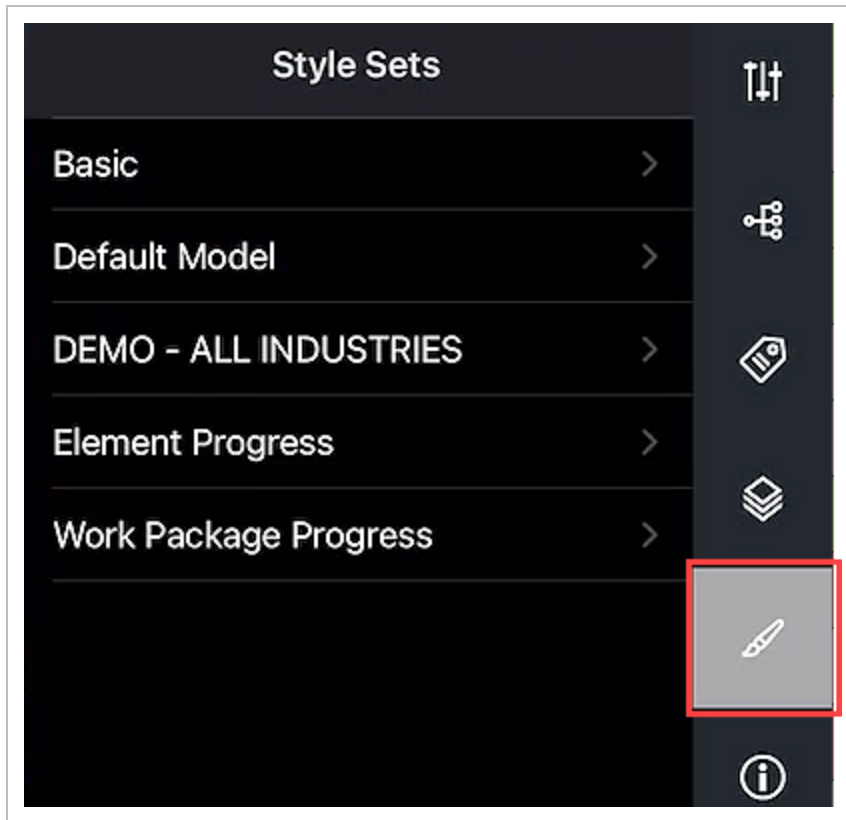 Style Sets
Basic
Default Model
DEMO - ALL INDUSTRIES
Element Progress
Work Package Progress